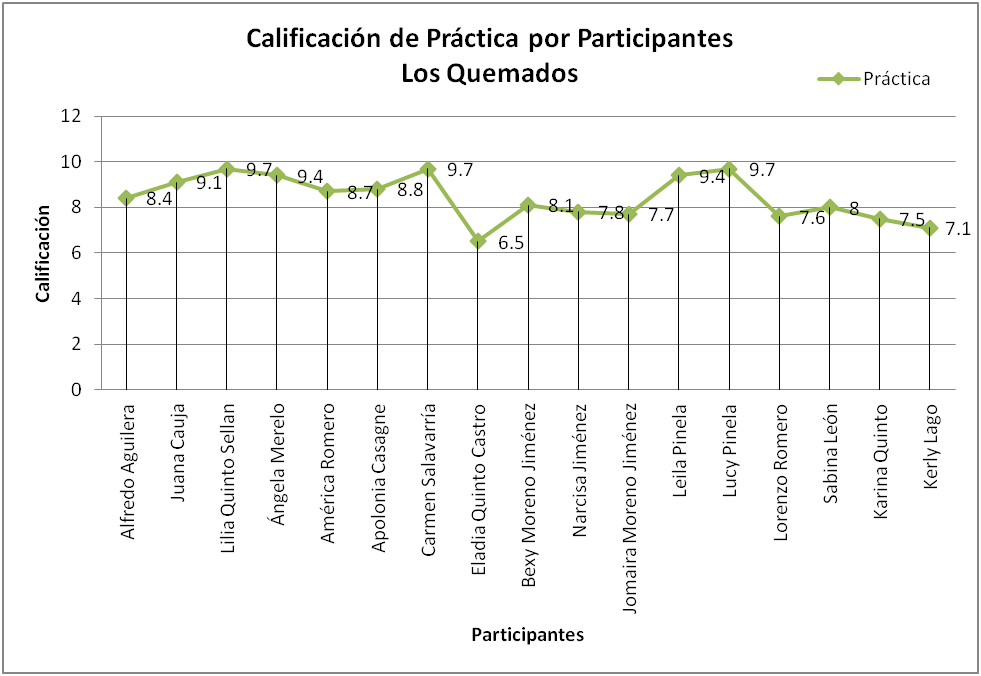 Calificación de Práctica por Participantes
Los Quemados
Práctica
12
10
8
6
4
2
0
Calificación
8.4
9.1
9.7
9.4
8.7
8.8
9.7
6.5
8.1
7.8
7.7
9.4
9.7
7.6
8
7.5
7.1
Alfredo Aguilera
Juana Cauja
Lilia Quinto Sellan
Ángela Merelo
América Romero
Apolonia Casagne
Carmen Salavarría
Eladia Quinto Castro
Bexy Moreno Jiménez
Narcisa Jiménez
Jomaira Moreno Jiménez
Leila Pinela
Lucy Pinela
Lorenzo Romero
Sabina León
Karina Quinto
Kerly Lago
Participantes